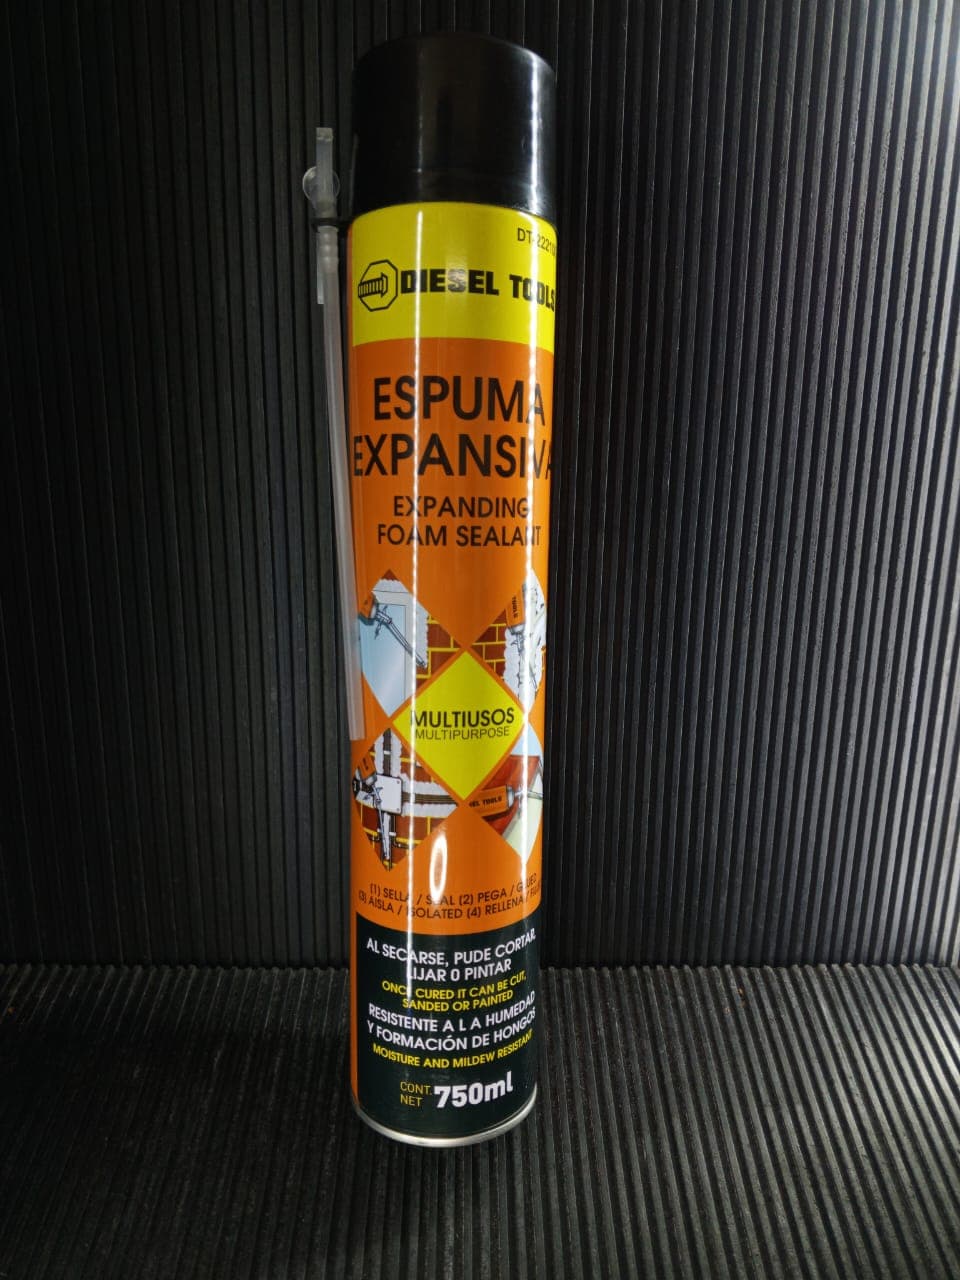 DIESEL TOOLS
ESPUMA
EXPANSIVA
EXPANDING
FOAM SEALANT
MULTIUSOS
MULTIPURPOSE
(1) SELLA / SEAL (2) PEGA /
(3) AISLA / ISOLATED (4) RELLENA /
AL SECARSE, PUDE CORTAR,
LIJAR O PINTAR
ONCE CURED IT CAN BE CUT,
SANDED OR PAINTED
RESISTENTE A L A HUMEDAD
Y FORMACIÓN DE HONGOS
MOISTURE AND MILDEW RESISTANT
CONT.
NET
750ml